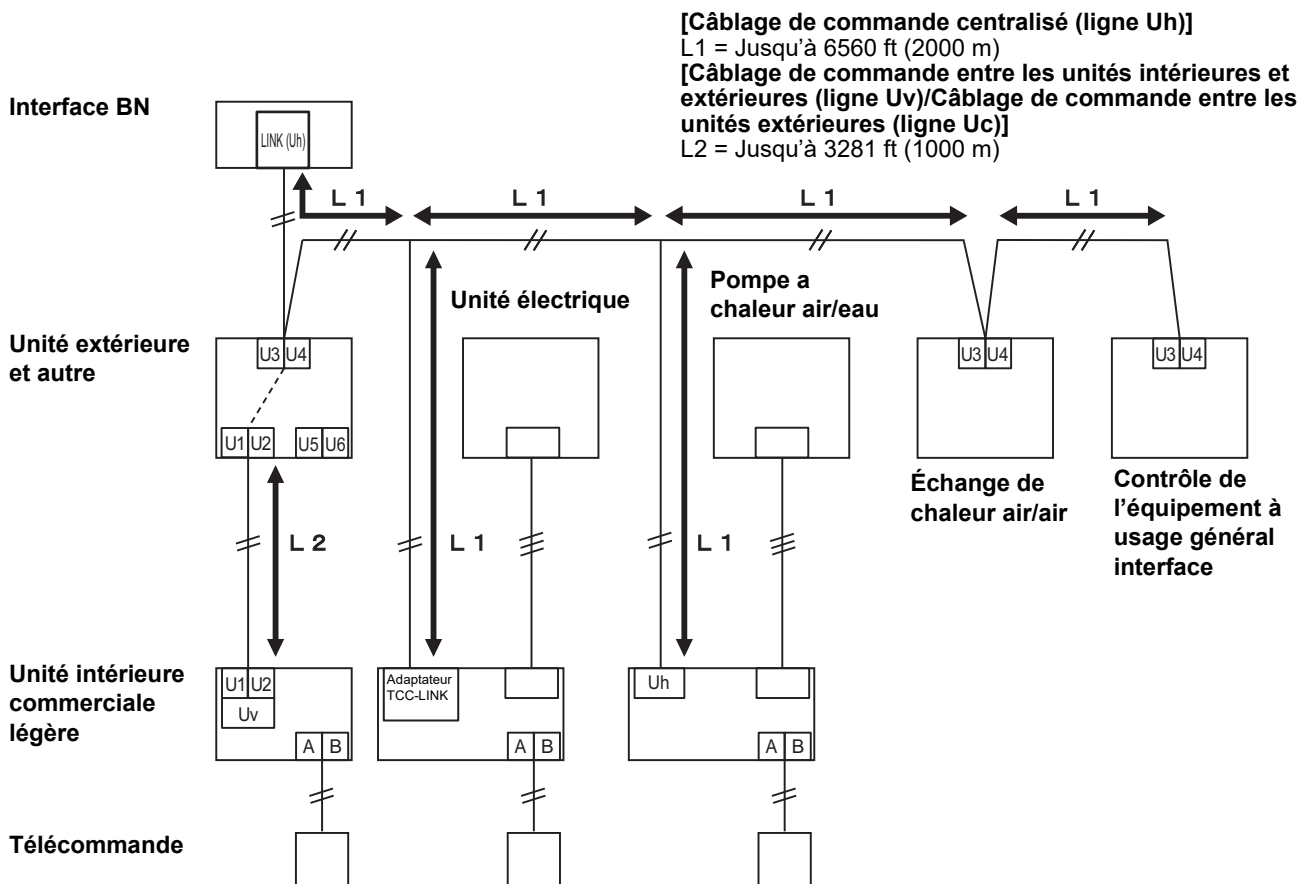 [Câblage de commande centralisé (ligne Uh)]
L1 = Jusqu’à 6560 ft (2000 m)
[Câblage de commande entre les unités intérieures et
extérieures (ligne Uv)/Câblage de commande entre les
unités extérieures (ligne Uc)]
L2 = Jusqu’à 3281 ft (1000 m)
Interface BN
LINK (Uh)
L 1
L 1
L 1
L 1
Unité électrique
Pompe a
chaleur air/eau
Unité extérieure
et autre
U3 U4
U1 U2
U5 U6
U3 U4
U3 U4
Échange de
chaleur air/air
Contrôle de
l’équipement à
usage général
interface
L 2
L 1
L 1
Unité intérieure
commerciale
légère
U1 U2
Uv
A B
Adaptateur
TCC-LINK
A B
Uh
A B
Télécommande